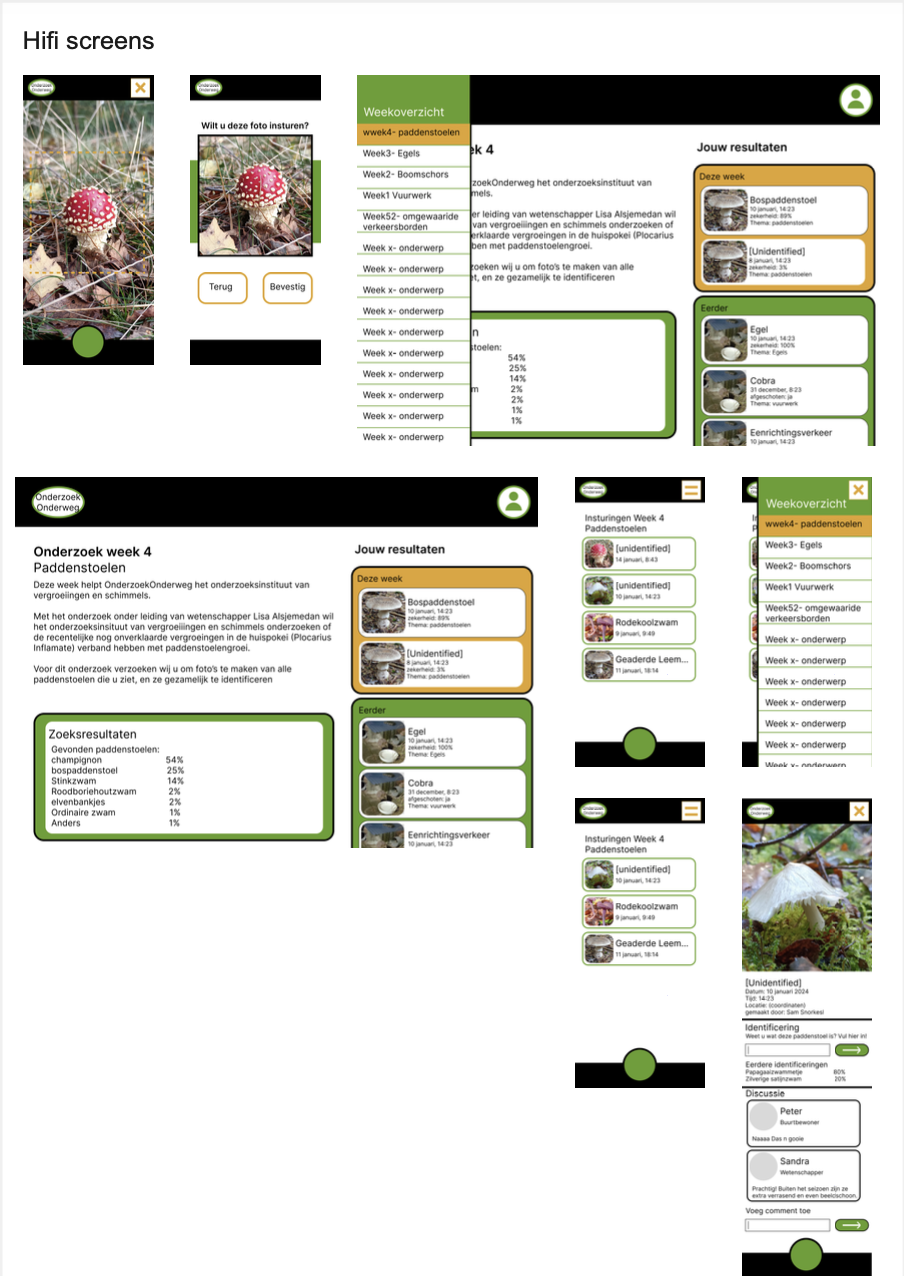 Hifi screens
Onderzoek
Onderweg
Onderzoek
Onderweg
Wilt u deze foto insturen?
Terug
Bevestig
Weekoverzicht
wwek4- paddenstoelen
Week3- Egels
Week2- Boomschors
Week1 Vuurwerk
Week52- omgewaaride
verkeersborden
Week x- onderwerp
Week x- onderwerp
Week x- onderwerp
Week x- onderwerp
Week x- onderwerp
Week x- onderwerp
Week x- onderwerp
Week x- onderwerp
Week x- onderwerp
Week x- onderwerp
ek 4
zoekOnderweg het onderzoeksinstituut van
mels.
er leiding van wetenschapper Lisa Alsjemedan wil
van vergroeiingen en schimmels onderzoeken of
erklaarde vergroeingen in de huispokei (Plocarius
ben met paddenstoelengroei.
zoeken wij u om foto's te maken van alle
et, en ze gezamelijk te identificeren
n
stoelen:
54%
25%
14%
m 2%
2%
1%
1%
Jouw resultaten
Deze week
Bospaddenstoel
10 januari, 14:23
zekerheid: 89%
Thema: paddenstoelen
[Unidentified]
8 januari, 14:23
zekerheid: 3%
Thema: paddenstoelen
Eerder
Egel
10 januari, 14:23
zekerheid: 100%
Thema: Egels
Cobra
31 december, 8:23
afgeschoten: ja
Thema: vuurwerk
Eenrichtingsverkeer
10 januari, 14:23
Onderzoek
Onderweg
Onderzoek week 4
Paddenstoelen
Deze week helpt OnderzoekOnderweg het onderzoeksinstituut van
vergroeiingen en schimmels.
Met het onderzoek onder leiding van wetenschapper Lisa Alsjemedan wil
het onderzoeksinsituut van vergroeiiingen en schimmels onderzoeken of
de recentelijke nog onverklaarde vergroeingen in de huispokei (Plocarius
Inflamate) verband hebben met paddenstoelengroei.
Voor dit onderzoek verzoeken wij u om foto's te maken van alle
paddenstoelen die u ziet, en ze gezamelijk te identificeren
Zoeksresultaten
Gevonden paddenstoelen:
champignon 54%
bospaddenstoel 25%
Stinkzwam 14%
Roodboriehoutzwam 2%
elvenbankjes 2%
Ordinaire zwam 1%
Anders 1%
Jouw resultaten
Deze week
Bospaddenstoel
10 januari, 14:23
zekerheid: 89%
Thema: paddenstoelen
[Unidentified]
8 januari, 14:23
zekerheid: 3%
Thema: paddenstoelen
Eerder
Egel
10 januari, 14:23
zekerheid: 100%
Thema: Egels
Cobra
31 december, 8:23
afgeschoten: ja
Thema: vuurwerk
Eenrichtingsverkeer
10 januari, 14:23
Onderzoek
Onderweg
Insturingen Week 4
Paddenstoelen
[unidentified]
14 januari, 8:43
[unidentified]
10 januari, 14:23
Rodekoolzwam
9 januari, 9:49
Geaderde Leem...
11 januari, 18:14
Weekoverzicht
wwek4- paddenstoelen
Week3- Egels
Week2- Boomschors
Week1 Vuurwerk
Week52- omgewaaride
verkeersborden
Week x- onderwerp
Week x- onderwerp
Week x- onderwerp
Week x- onderwerp
Week x- onderwerp
Week x- onderwerp
Week x- onderwerp
Onderzoek
Onderweg
Insturingen Week 4
Paddenstoelen
[unidentified]
10 januari, 14:23
Rodekoolzwam
9 januari, 9:49
Geaderde Leem...
11 januari, 18:14
Onderzoek
Onderweg
[Unidentified]
Datum: 10 januari 2024
Tijd: 14:23
Locatie: (coordinaten)
gemaakt door: Sam Snorkesl
Identificering
Weet u wat deze paddenstoel is? Vul hier in!
Eerdere identificeringen
Papagaaizwammetje 80%
Zilverige satijnzwam 20%
Discussie
Peter
Buurtbewoner
Naaaa Das n gooie
Sandra
Wetenschapper
Prachtig! Buiten het seizoen zijn ze
extra verrasend en even beeldschoon.
Voeg comment toe